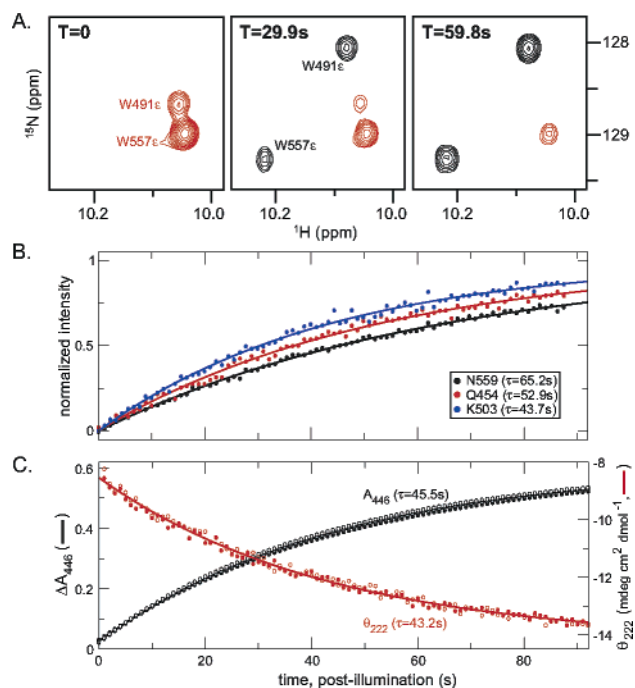 A.
T=0
T=29.9s
T=59.8s
W491ε
W557ε
W491ε
W557ε
128
129
¹⁵N (ppm)
10.2
10.0
10.2
10.0
10.2
10.0
¹H (ppm)
B.
1
0.5
0
normalized intensity
N559 (τ=65.2s)
Q454 (τ=52.9s)
K503 (τ=43.7s)
C.
0.6
0.4
0.2
0
ΔA₄₄₆ (—)
A₄₄₆ (τ=45.5s)
θ₂₂₂ (τ=43.2s)
-8
-10
-12
-14
θ₂₂₂ (mdeg cm² dmol⁻¹, —)
0
20
40
60
80
time, post-illumination (s)